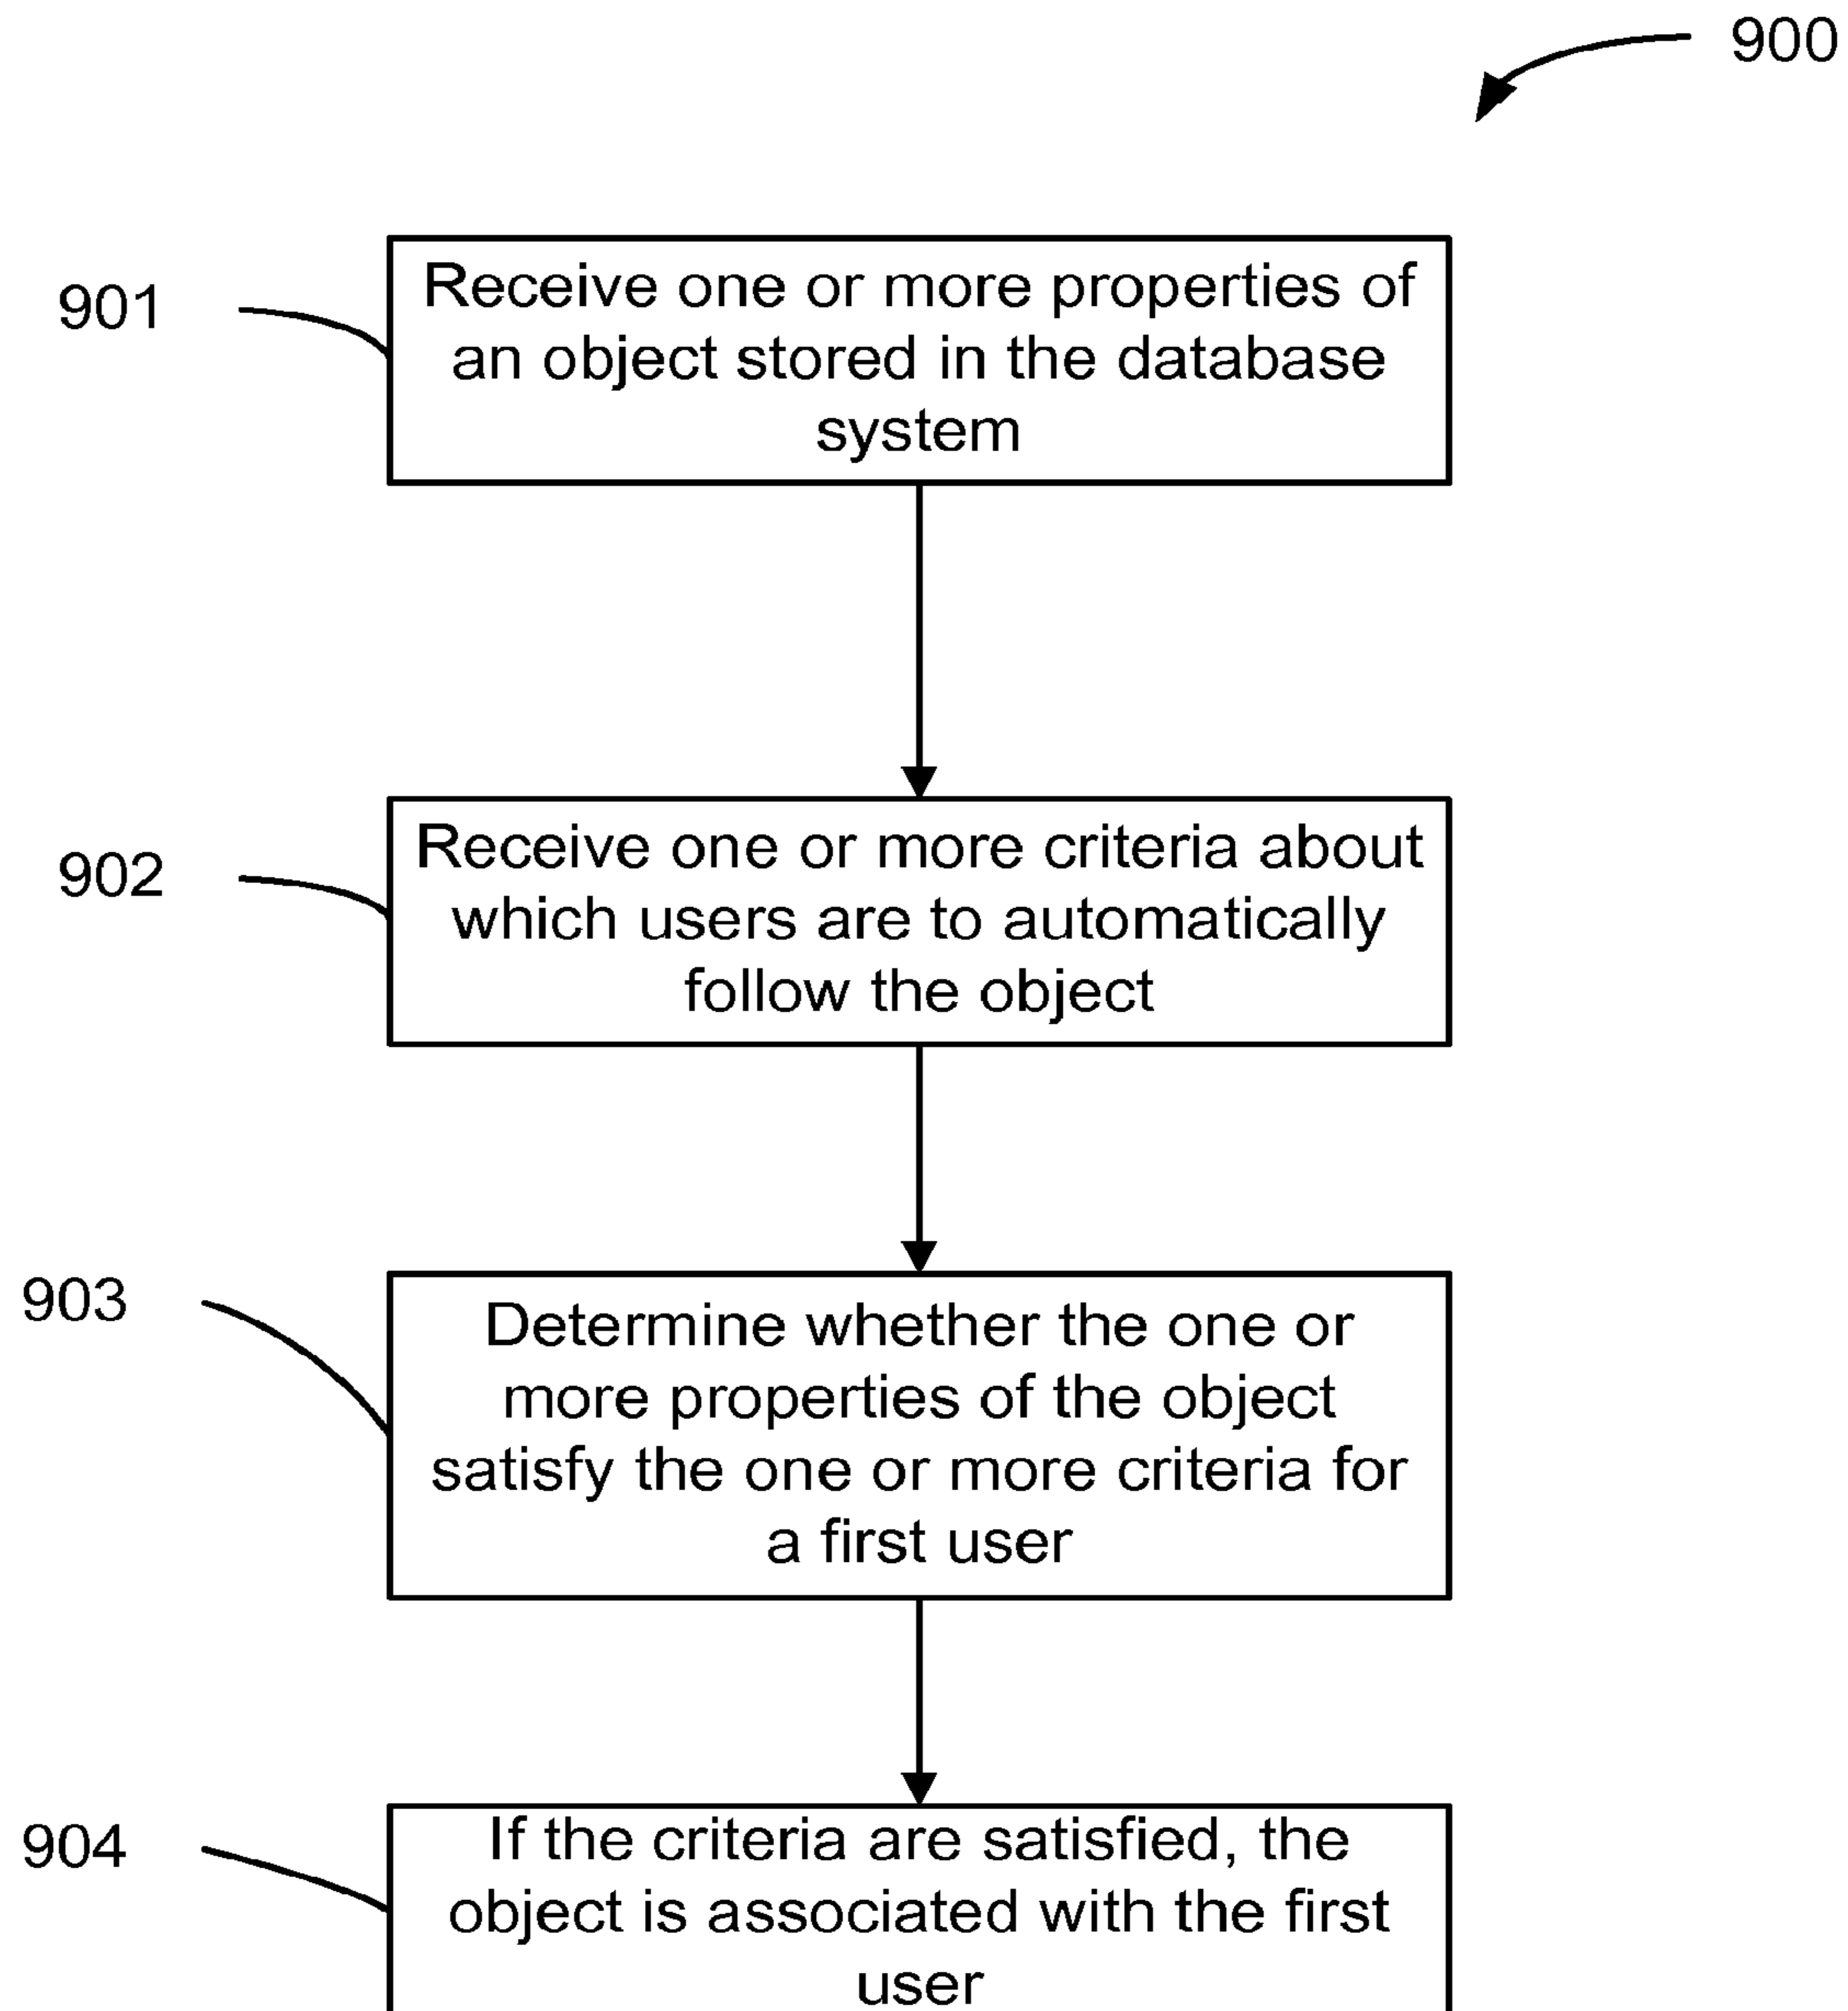 900
901
Receive one or more properties of
an object stored in the database
system
902
Receive one or more criteria about
which users are to automatically
follow the object
903
Determine whether the one or
more properties of the object
satisfy the one or more criteria for
a first user
904
If the criteria are satisfied, the
object is associated with the first
user